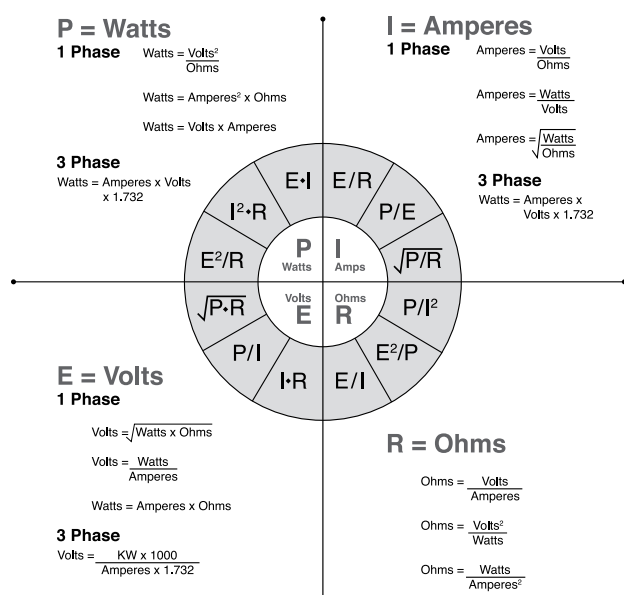 P = Watts
1 Phase
Watts = Volts²
Ohms
Watts = Amperes² x Ohms
Watts = Volts x Amperes
3 Phase
Watts = Amperes x Volts
x 1.732
I = Amperes
1 Phase
Amperes = Volts
Ohms
Amperes = Watts
Volts
Amperes = √Watts
Ohms
3 Phase
Watts = Amperes x
Volts x 1.732
E•I
E/R
I²•R
P/E
E²/R
√P/R
P
Watts
I
Amps
Volts
E
Ohms
R
√P•R
P/I²
P/I
E²/P
I•R
E/I
E = Volts
1 Phase
Volts = √Watts x Ohms
Volts = Watts
Amperes
Watts = Amperes x Ohms
3 Phase
Volts = KW x 1000
Amperes x 1.732
R = Ohms
Ohms = Volts
Amperes
Ohms = Volts²
Watts
Ohms = Watts
Amperes²